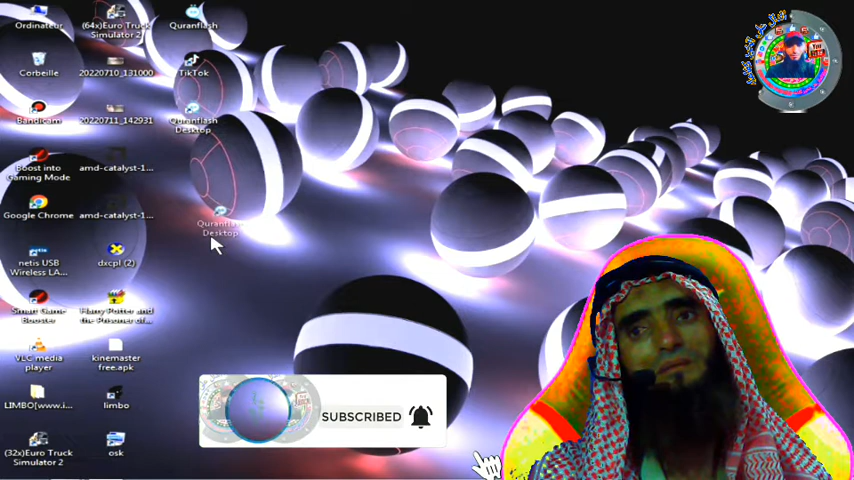 Ordinateur
(64x)Euro Truck
Simulator 2
Quranflash
Corbeille
20220710_131000
TikTok
Bandicam
20220711_142931
Quranflash
Desktop
Boost into
Gaming Mode
amd-catalyst-1...
Google Chrome
amd-catalyst-1...
Quranflash
Desktop
netis USB
Wireless LA...
dxcpl (2)
Smart Game
Booster
Harry Potter and
the Prisoner of...
VLC media
player
kinemaster
free.apk
LIMBO[www.i...
limbo
(32x)Euro Truck
Simulator 2
osk
SUBSCRIBED